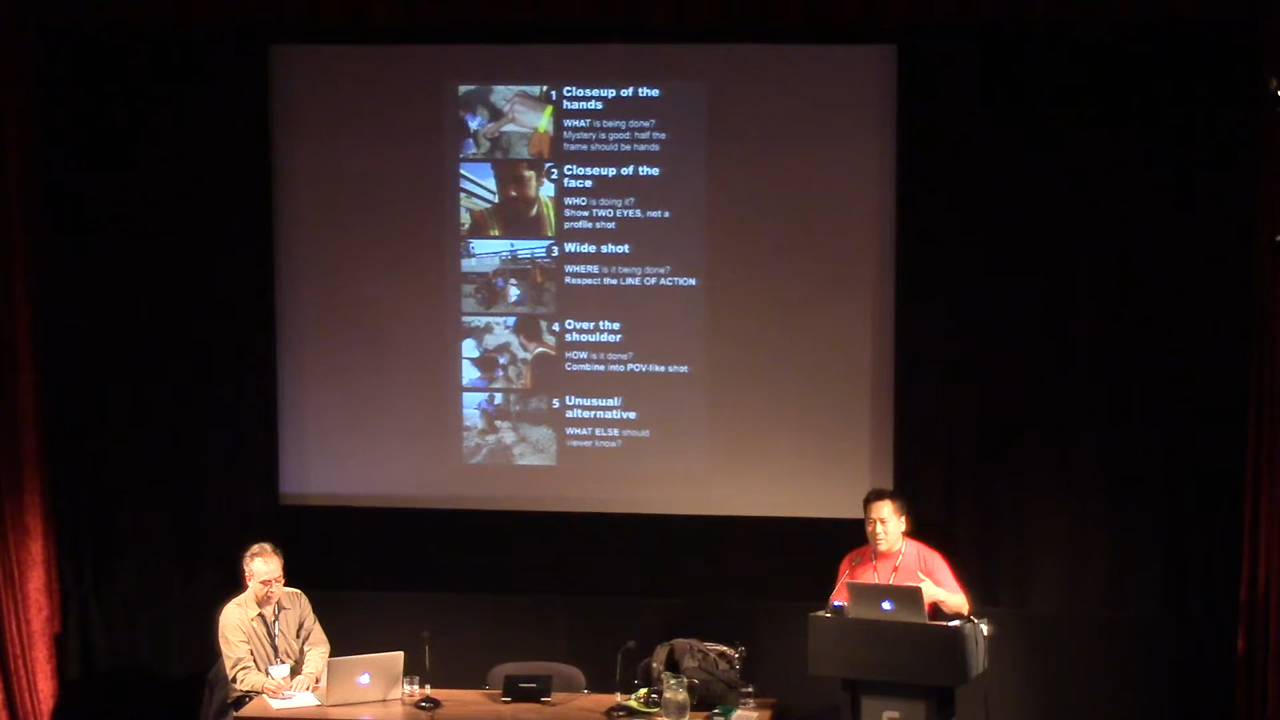 1 Closeup of the
hands
WHAT is being done?
Mystery is good: half the
frame should be hands
2 Closeup of the
face
WHO is doing it?
Show TWO EYES, not a
profile shot
3 Wide shot
WHERE is it being done?
Respect the LINE OF ACTION
4 Over the
shoulder
HOW is it done?
Combine into POV-like shot
5 Unusual/
alternative
WHAT ELSE should
viewer know?